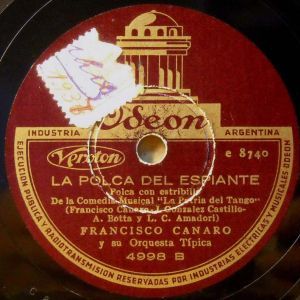 Odeon
INDUSTRIA ARGENTINA
Veroton
e 8740
LA POLCA DEL ESPIANTE
Polca con estribillo
De la Comedia Musical "La Patria del Tango"
(Francisco Canaro-J. Gonzalez Castillo-
A. Botta y L. C. Amadori)
FRANCISCO CANARO
y su Orquesta Típica
4998 B
EJECUCION PUBLICA Y RADIOTRANSMISION RESERVADAS POR INDUSTRIAS ELECTRICAS Y MUSICALES ODEON